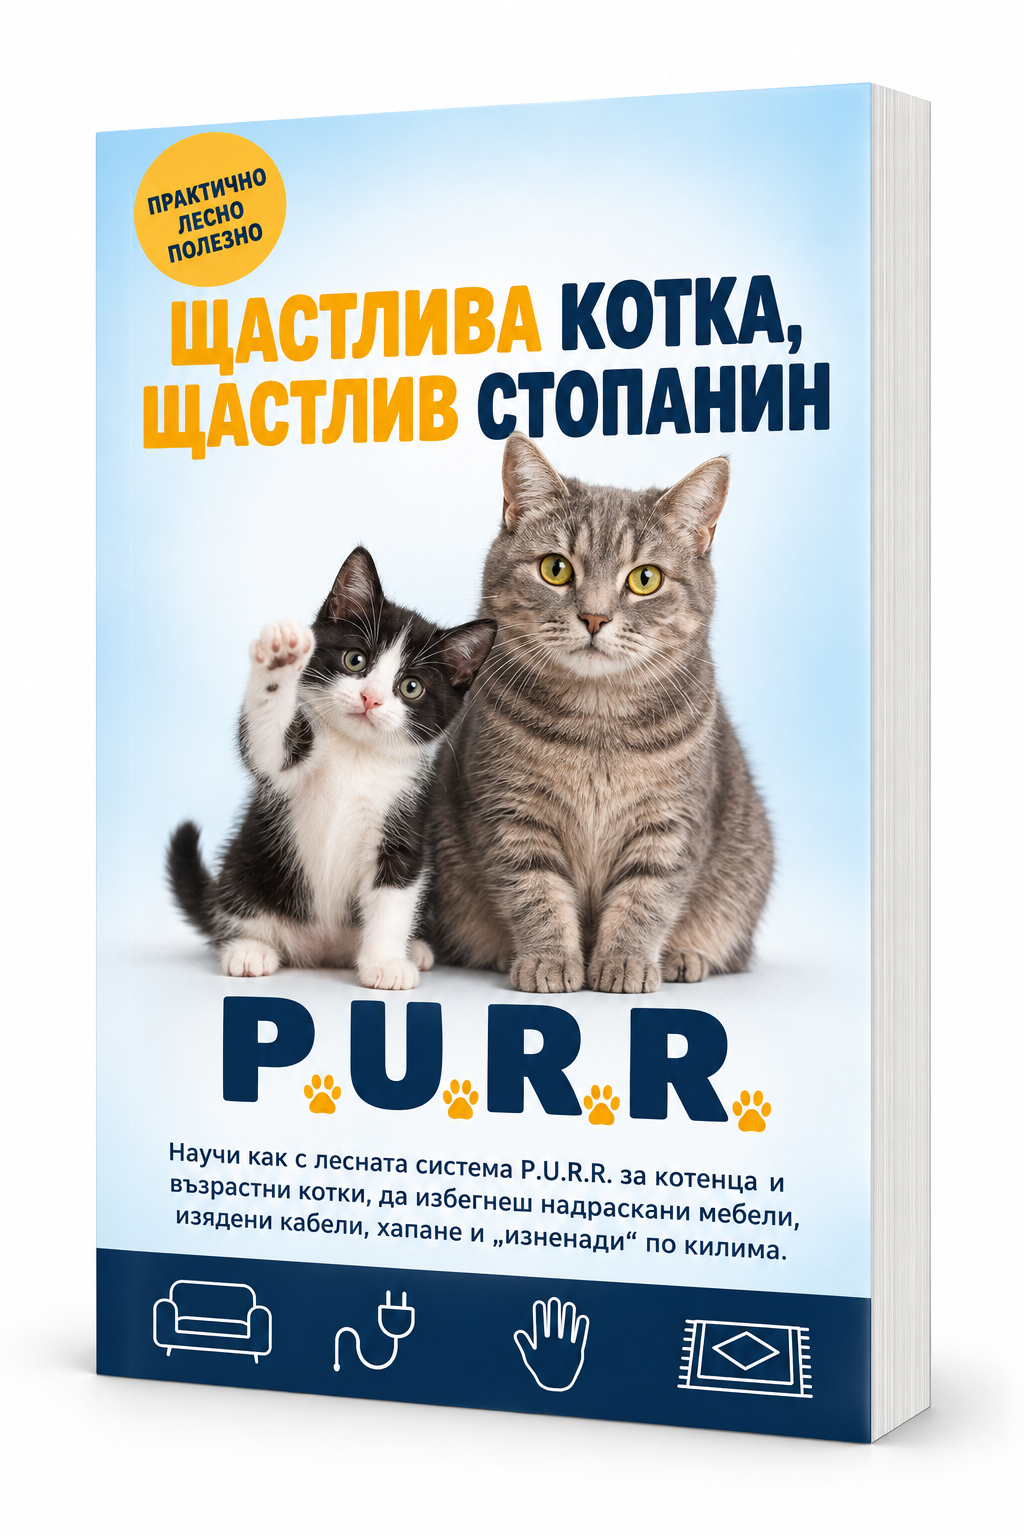 ПРАКТИЧНО
ЛЕСНО
ПОЛЕЗНО
ЩАСТЛИВА КОТКА,
ЩАСТЛИВ СТОПАНИН
P.U.R.R.
Научи как с лесната система P.U.R.R. за котенца и
възрастни котки, да избегнеш надраскани мебели,
изядени кабели, хапане и „изненади“ по килима.